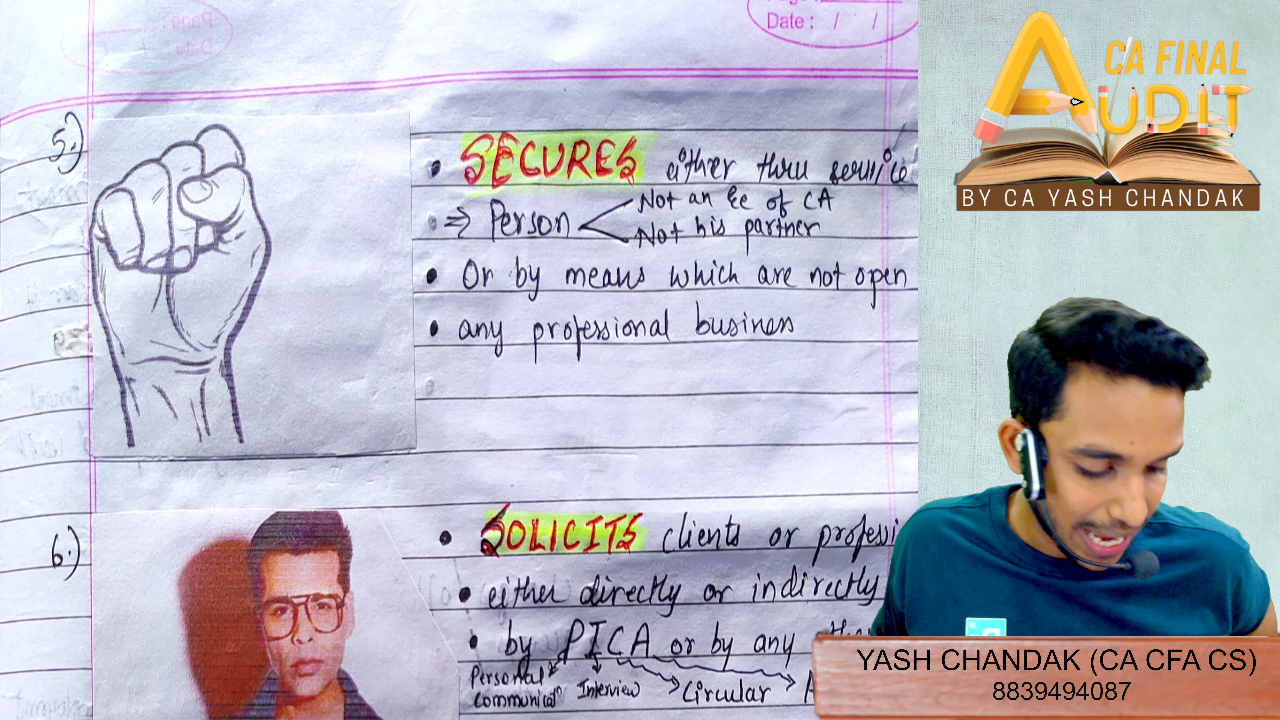 Date : / /
CA FINAL
AUDIT
BY CA YASH CHANDAK
5.)
• SECURES either thru service
⇒ Person
Not an Ee of CA
Not his partner
• Or by means which are not open
• any professional business
6.)
• SOLICITS clients or professi
• either directly or indirectly
• by PICA or by any
Personal
Communicatn
Interview
Circular
A
YASH CHANDAK (CA CFA CS)
8839494087